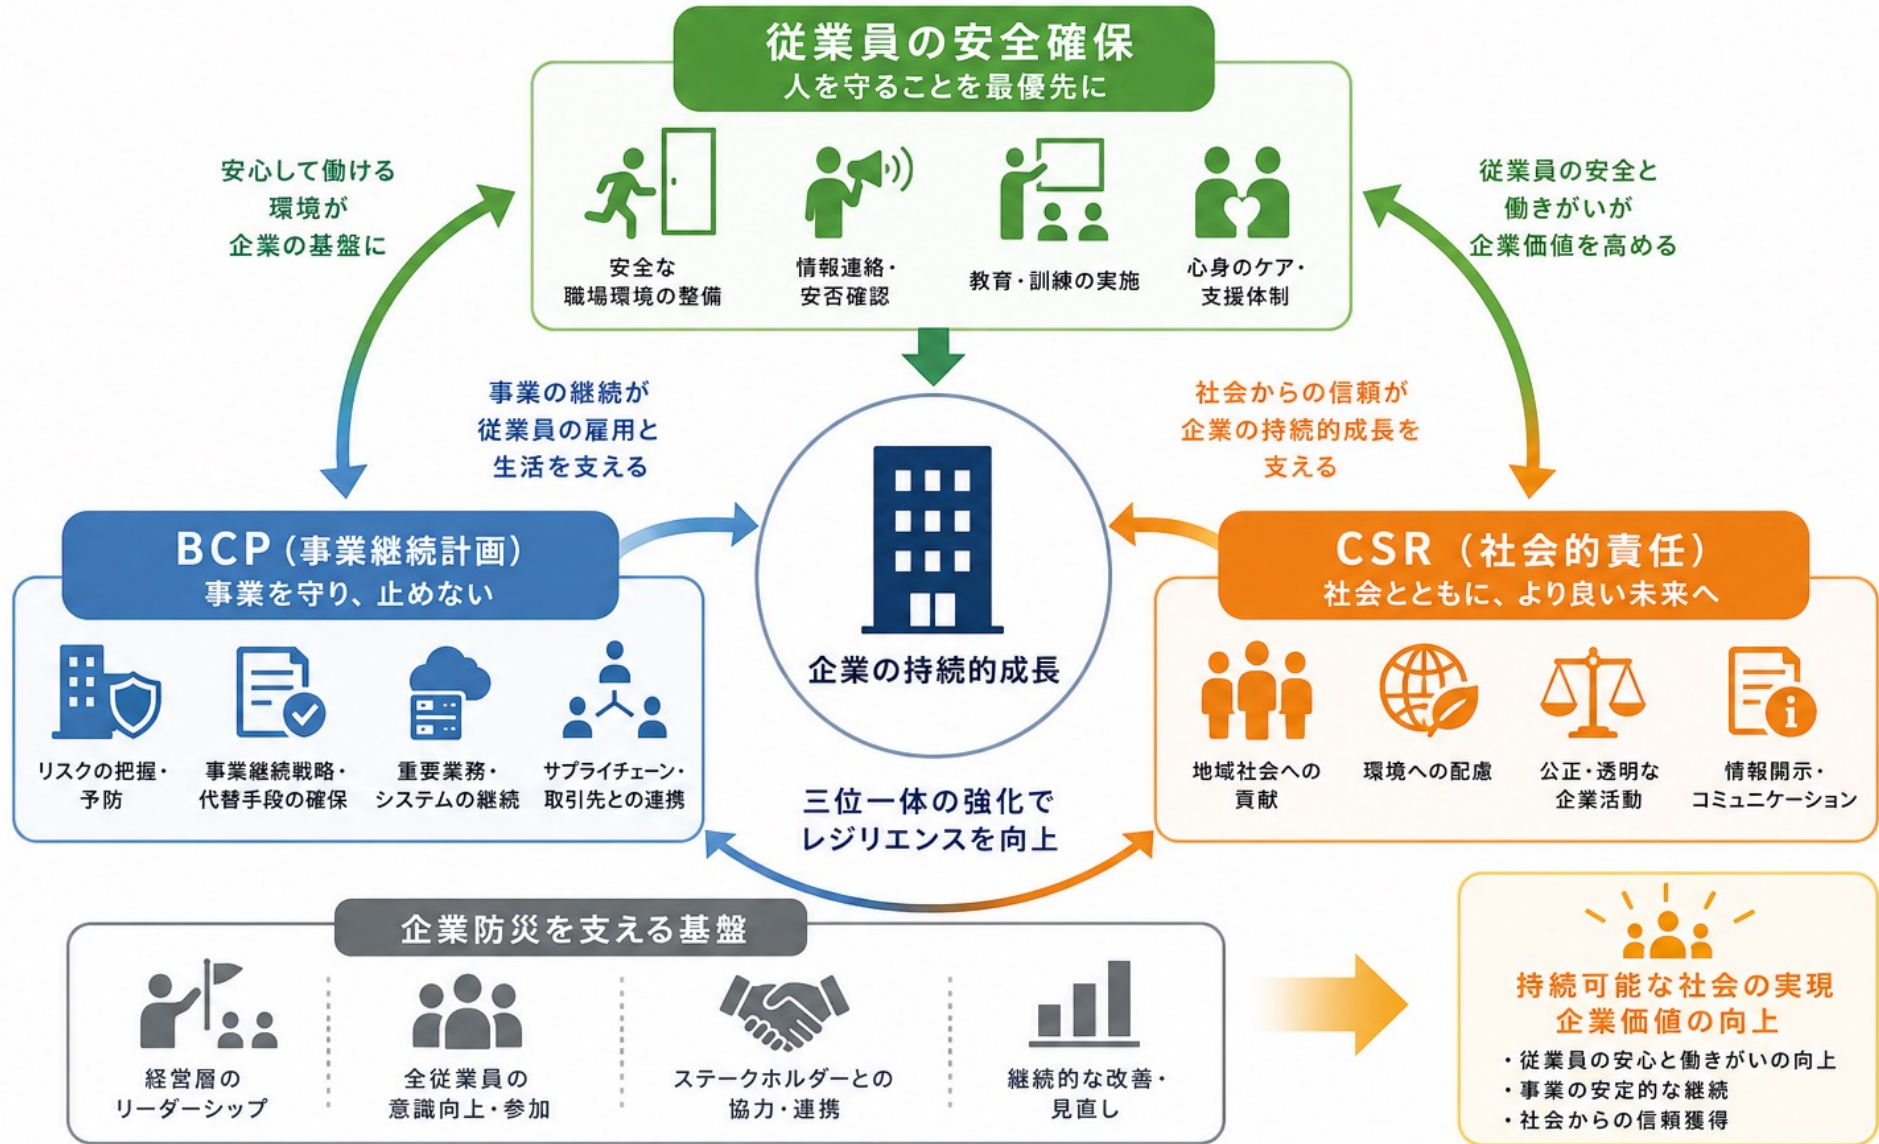 従業員の安全確保
人を守ることを最優先に
安全な
職場環境の整備
情報連絡・
安否確認
教育・訓練の実施
心身のケア・
支援体制
安心して働ける
環境が
企業の基盤に
従業員の安全と
働きがいが
企業価値を高める
事業の継続が
従業員の雇用と
生活を支える
社会からの信頼が
企業の持続的成長を
支える
企業の持続的成長
BCP（事業継続計画）
事業を守り、止めない
リスクの把握・
予防
事業継続戦略・
代替手段の確保
重要業務・
システムの継続
サプライチェーン・
取引先との連携
CSR（社会的責任）
社会とともに、より良い未来へ
地域社会への
貢献
環境への配慮
公正・透明な
企業活動
情報開示・
コミュニケーション
三位一体の強化で
レジリエンスを向上
企業防災を支える基盤
経営層の
リーダーシップ
全従業員の
意識向上・参加
ステークホルダーとの
協力・連携
継続的な改善・
見直し
持続可能な社会の実現
企業価値の向上
・従業員の安心と働きがいの向上
・事業の安定的な継続
・社会からの信頼獲得